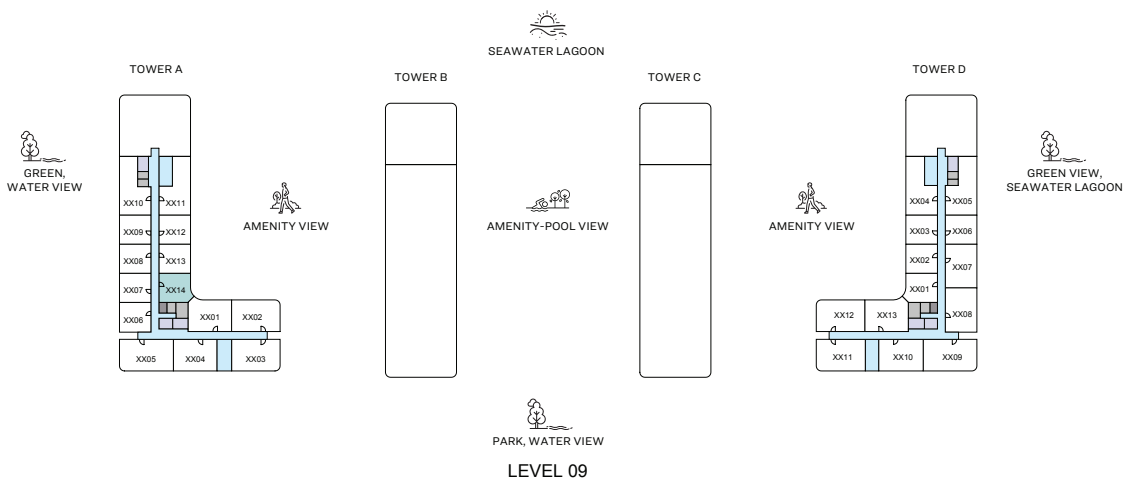 SEAWATER LAGOON
TOWER A
TOWER B
TOWER C
TOWER D
GREEN,
WATER VIEW
GREEN VIEW,
SEAWATER LAGOON
AMENITY VIEW
AMENITY-POOL VIEW
AMENITY VIEW
XX10
XX11
XX09
XX12
XX08
XX13
XX07
XX14
XX06
XX01
XX02
XX05
XX04
XX03
XX04
XX05
XX03
XX06
XX02
XX07
XX01
XX12
XX13
XX08
XX11
XX10
XX09
PARK, WATER VIEW
LEVEL 09